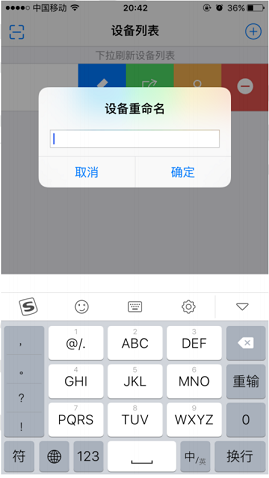 中国移动 20:42 36%
设备列表
下拉刷新设备列表
设备重命名
取消 确定
S
, 1 @/. 2 ABC 3 DEF
。 4 GHI 5 JKL 6 MNO 重输
? 7 PQRS 8 TUV 9 WXYZ 0
!
符 123 中/英 换行